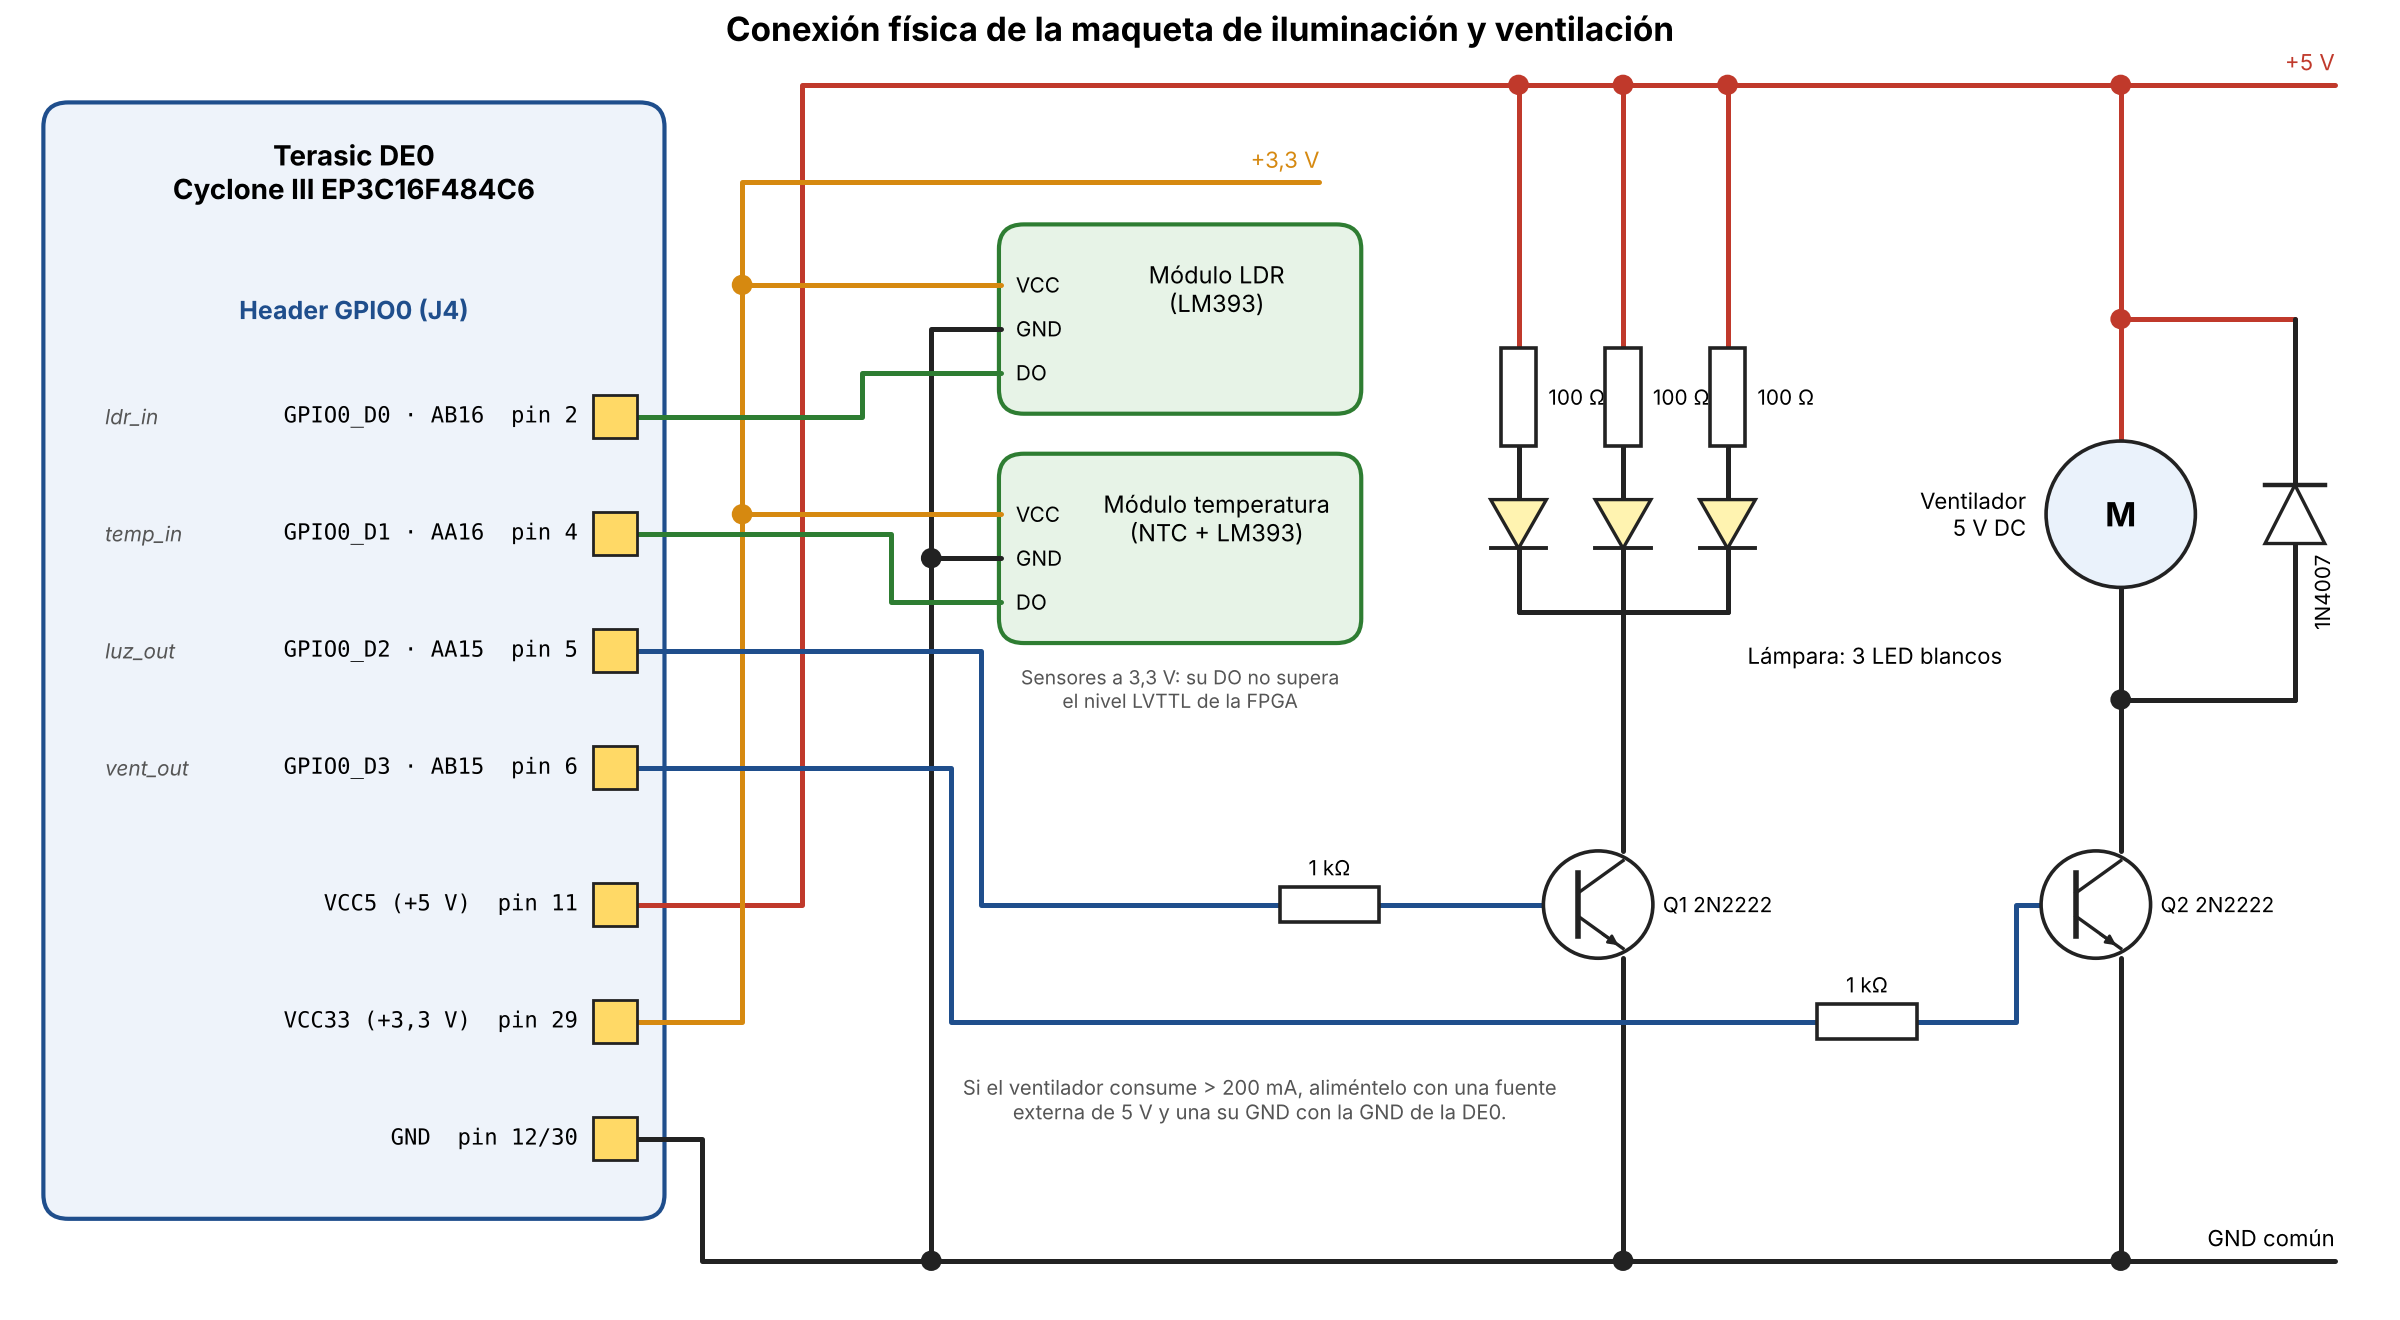 Conexión física de la maqueta de iluminación y ventilación
+5 V
Terasic DE0
Cyclone III EP3C16F484C6
Header GPIO0 (J4)
ldr_in GPIO0_D0 · AB16 pin 2
temp_in GPIO0_D1 · AA16 pin 4
luz_out GPIO0_D2 · AA15 pin 5
vent_out GPIO0_D3 · AB15 pin 6
VCC5 (+5 V) pin 11
VCC33 (+3,3 V) pin 29
GND pin 12/30
+3,3 V
Módulo LDR
(LM393)
VCC
GND
DO
Módulo temperatura
(NTC + LM393)
VCC
GND
DO
Sensores a 3,3 V: su DO no supera
el nivel LVTTL de la FPGA
100 Ω
100 Ω
100 Ω
Lámpara: 3 LED blancos
Ventilador
5 V DC
M
1N4007
1 kΩ
Q1 2N2222
1 kΩ
Q2 2N2222
Si el ventilador consume > 200 mA, aliméntelo con una fuente
externa de 5 V y una su GND con la GND de la DE0.
GND común